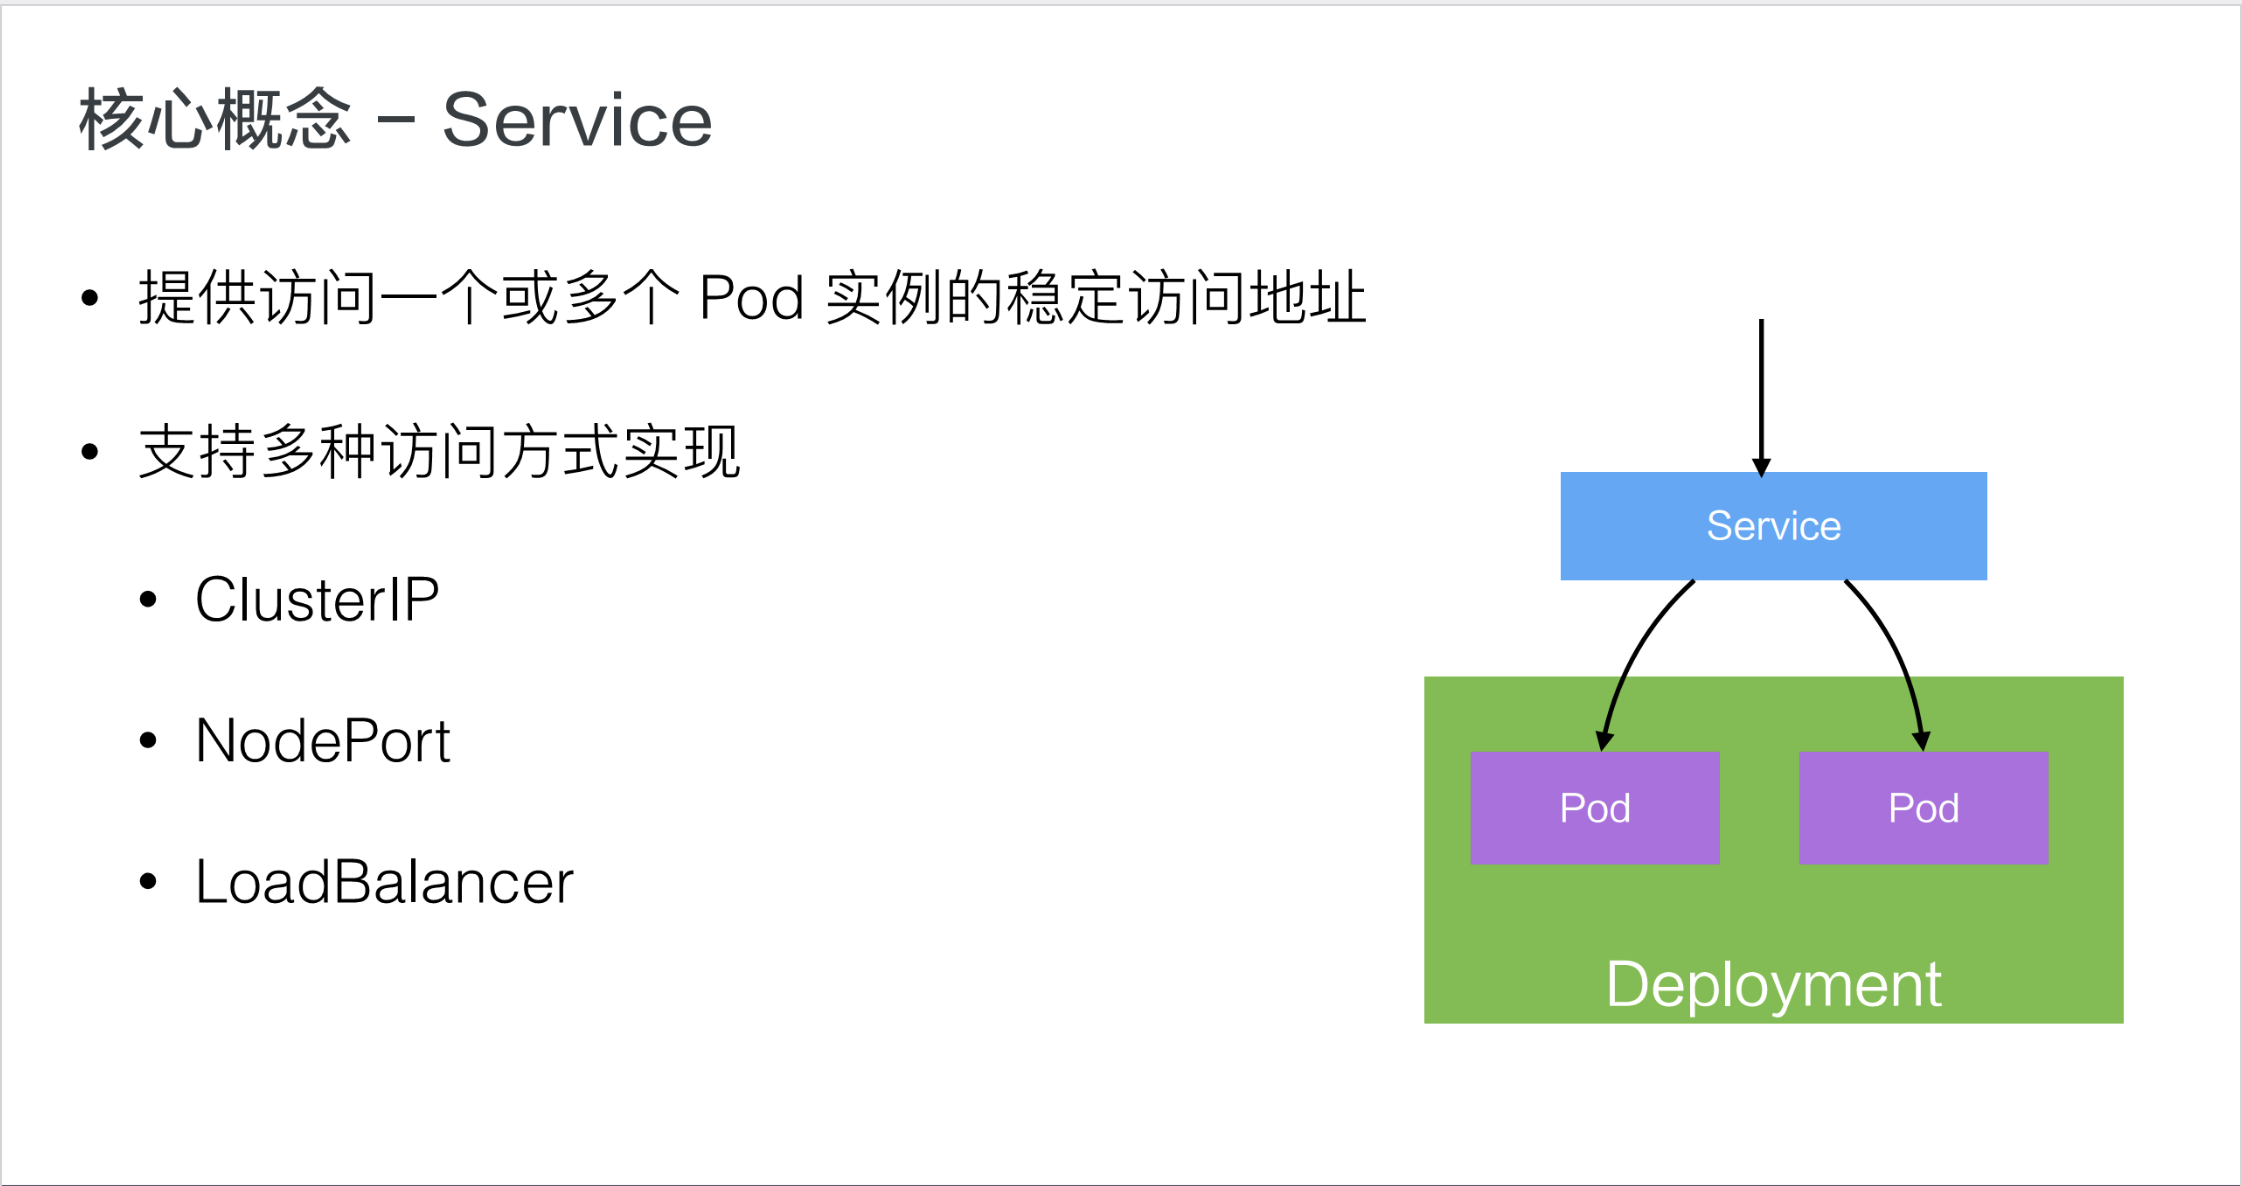 核心概念 – Service
• 提供访问一个或多个 Pod 实例的稳定访问地址
• 支持多种访问方式实现
• ClusterIP
• NodePort
• LoadBalancer
Service
Pod
Pod
Deployment